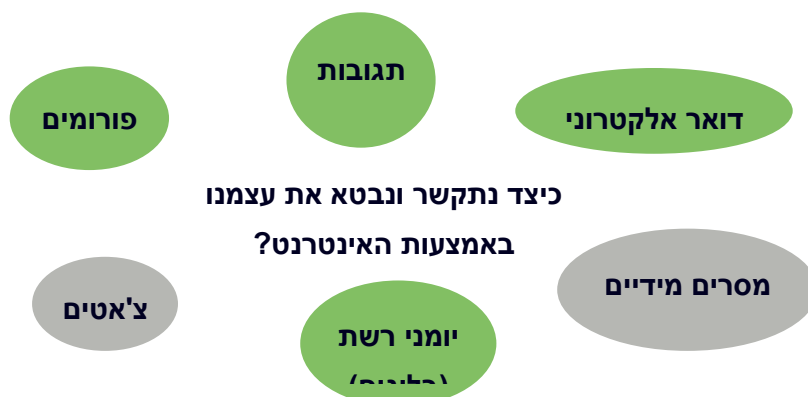 תגובות
דואר אלקטרוני
פורומים
כיצד נתקשר ונבטא את עצמנו
באמצעות האינטרנט?
מסרים מידיים
צ'אטים
יומני רשת